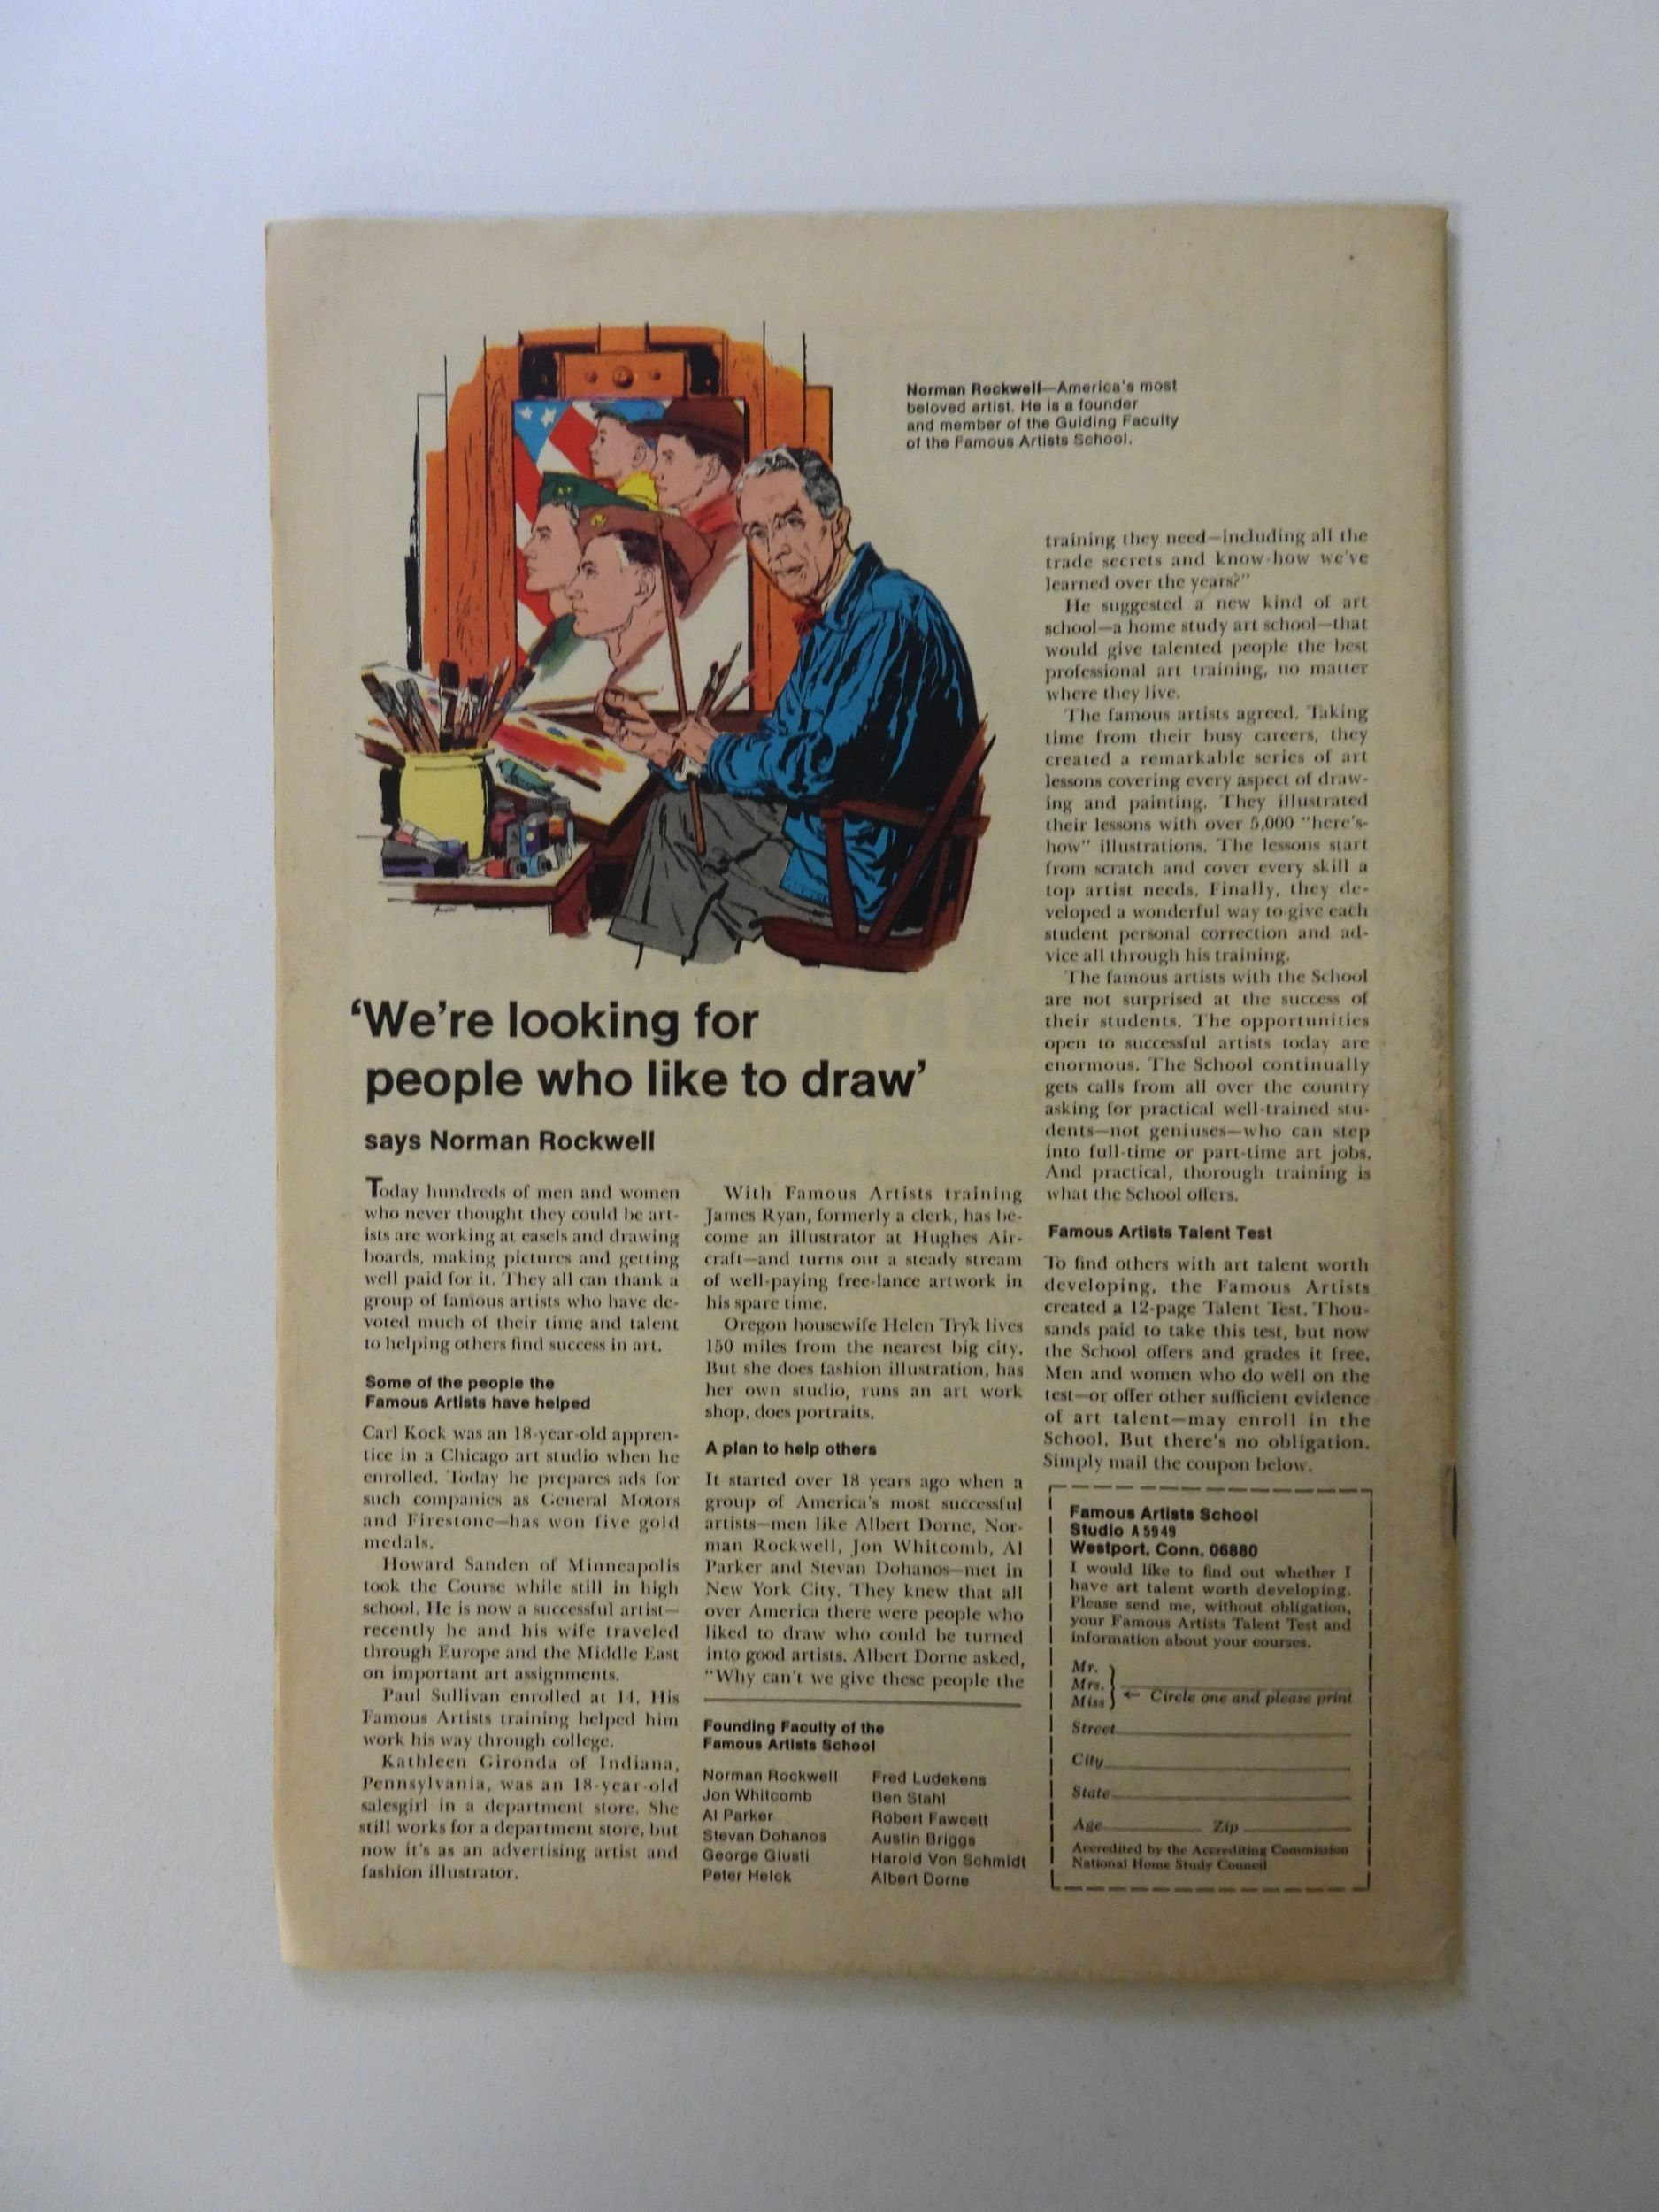 Norman Rockwell—America's most
beloved artist. He is a founder
and member of the Guiding Faculty
of the Famous Artists School.
'We're looking for
people who like to draw'
says Norman Rockwell
Today hundreds of men and women
who never thought they could be art-
ists are working at easels and drawing
boards, making pictures and getting
well paid for it. They all can thank a
group of famous artists who have de-
voted much of their time and talent
to helping others find success in art.
Some of the people the
Famous Artists have helped
Carl Kock was an 18-year-old appren-
tice in a Chicago art studio when he
enrolled. Today he prepares ads for
such companies as General Motors
and Firestone—has won five gold
medals.
Howard Sanden of Minneapolis
took the Course while still in high
school. He is now a successful artist—
recently he and his wife traveled
through Europe and the Middle East
on important art assignments.
Paul Sullivan enrolled at 14. His
Famous Artists training helped him
work his way through college.
Kathleen Gironda of Indiana,
Pennsylvania, was an 18-year-old
salesgirl in a department store. She
still works for a department store, but
now it's as an advertising artist and
fashion illustrator.
With Famous Artists training
James Ryan, formerly a clerk, has be-
come an illustrator at Hughes Air-
craft—and turns out a steady stream
of well-paying free-lance artwork in
his spare time.
Oregon housewife Helen Tryk lives
150 miles from the nearest big city.
But she does fashion illustration, has
her own studio, runs an art work
shop, does portraits.
A plan to help others
It started over 18 years ago when a
group of America's most successful
artists—men like Albert Dorne, Nor-
man Rockwell, Jon Whitcomb, Al
Parker and Stevan Dohanos—met in
New York City. They knew that all
over America there were people who
liked to draw who could be turned
into good artists. Albert Dorne asked,
"Why can't we give these people the
training they need—including all the
trade secrets and know-how we've
learned over the years?"
He suggested a new kind of art
school—a home study art school—that
would give talented people the best
professional art training, no matter
where they live.
The famous artists agreed. Taking
time from their busy careers, they
created a remarkable series of art
lessons covering every aspect of draw-
ing and painting. They illustrated
their lessons with over 5,000 "here's-
how" illustrations. The lessons start
from scratch and cover every skill a
top artist needs. Finally, they de-
veloped a wonderful way to give each
student personal correction and ad-
vice all through his training.
The famous artists with the School
are not surprised at the success of
their students. The opportunities
open to successful artists today are
enormous. The School continually
gets calls from all over the country
asking for practical well-trained stu-
dents—not geniuses—who can step
into full-time or part-time art jobs.
And practical, thorough training is
what the School offers.
Famous Artists Talent Test
To find others with art talent worth
developing, the Famous Artists
created a 12-page Talent Test. Thou-
sands paid to take this test, but now
the School offers and grades it free.
Men and women who do well on the
test—or offer other sufficient evidence
of art talent—may enroll in the
School. But there's no obligation.
Simply mail the coupon below.
Founding Faculty of the
Famous Artists School
Norman Rockwell
Jon Whitcomb
Al Parker
Stevan Dohanos
George Giusti
Peter Helck
Fred Ludekens
Ben Stahl
Robert Fawcett
Austin Briggs
Harold Von Schmidt
Albert Dorne
Famous Artists School
Studio A5949
Westport, Conn. 06880
I would like to find out whether I
have art talent worth developing.
Please send me, without obligation,
your Famous Artists Talent Test and
information about your courses.
Mr.
Mrs.
Miss
← Circle one and please print
Street
City
State
Age Zip
Accredited by the Accrediting Commission
National Home Study Council